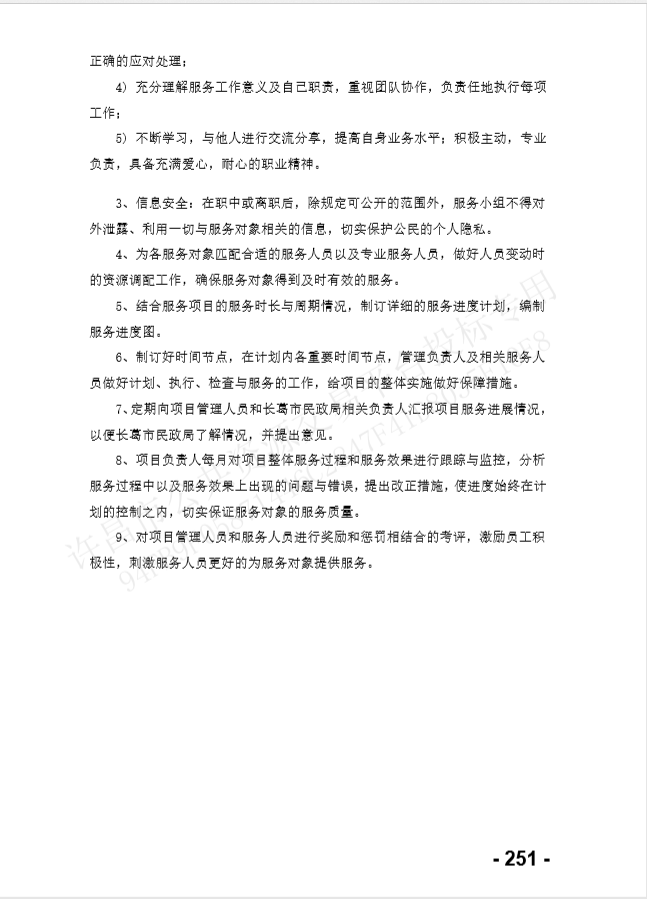 正确的应对处理；
4）充分理解服务工作意义及自己职责，重视团队协作，负责任地执行每项
工作；
5）不断学习，与他人进行交流分享，提高自身业务水平；积极主动，专业
负责，具备充满爱心，耐心的职业精神。
3、信息安全：在职中或离职后，除规定可公开的范围外，服务小组不得对
外泄露、利用一切与服务对象相关的信息，切实保护公民的个人隐私。
4、为各服务对象匹配合适的服务人员以及专业服务人员，做好人员变动时
的资源调配工作，确保服务对象得到及时有效的服务。
5、结合服务项目的服务时长与周期情况，制订详细的服务进度计划，编制
服务进度图。
6、制订好时间节点，在计划内各重要时间节点，管理负责人及相关服务人
员做好计划、执行、检查与服务的工作，给项目的整体实施做好保障措施。
7、定期向项目管理人员和长葛市民政局相关负责人汇报项目服务进展情况，
以便长葛市民政局了解情况，并提出意见。
8、项目负责人每月对项目整体服务过程和服务效果进行跟踪与监控，分析
服务过程中以及服务效果上出现的问题与错误，提出改正措施，使进度始终在计
划的控制之内，切实保证服务对象的服务质量。
9、对项目管理人员和服务人员进行奖励和惩罚相结合的考评，激励员工积
极性，刺激服务人员更好的为服务对象提供服务。
- 251 -